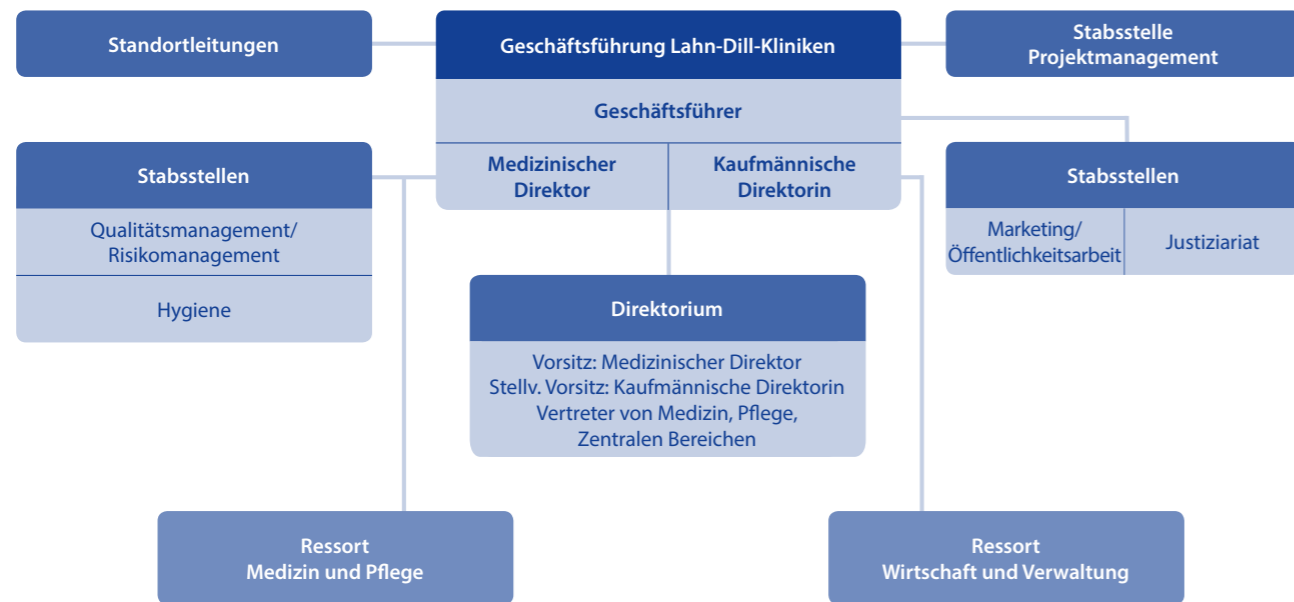 Standortleitungen
Geschäftsführung Lahn-Dill-Kliniken
Stabsstelle
Projektmanagement
Geschäftsführer
Medizinischer
Direktor
Kaufmännische
Direktorin
Stabsstellen
Qualitätsmanagement/
Risikomanagement
Hygiene
Stabsstellen
Marketing/
Öffentlichkeitsarbeit
Justiziariat
Direktorium
Vorsitz: Medizinischer Direktor
Stellv. Vorsitz: Kaufmännische Direktorin
Vertreter von Medizin, Pflege,
Zentralen Bereichen
Ressort
Medizin und Pflege
Ressort
Wirtschaft und Verwaltung